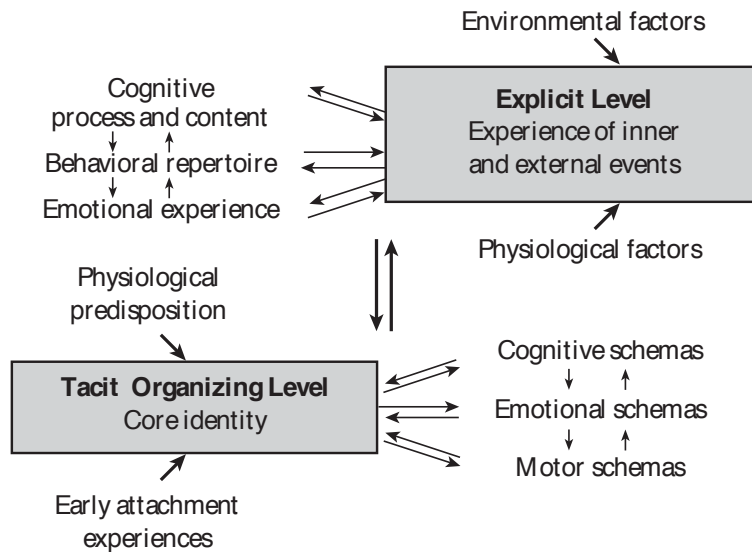 Environmental factors
Explicit Level
Experience of inner
and external events
Physiological factors
Cognitive
process and content
Behavioral repertoire
Emotional experience
Physiological
predisposition
Tacit Organizing Level
Core identity
Early attachment
experiences
Cognitive schemas
Emotional schemas
Motor schemas